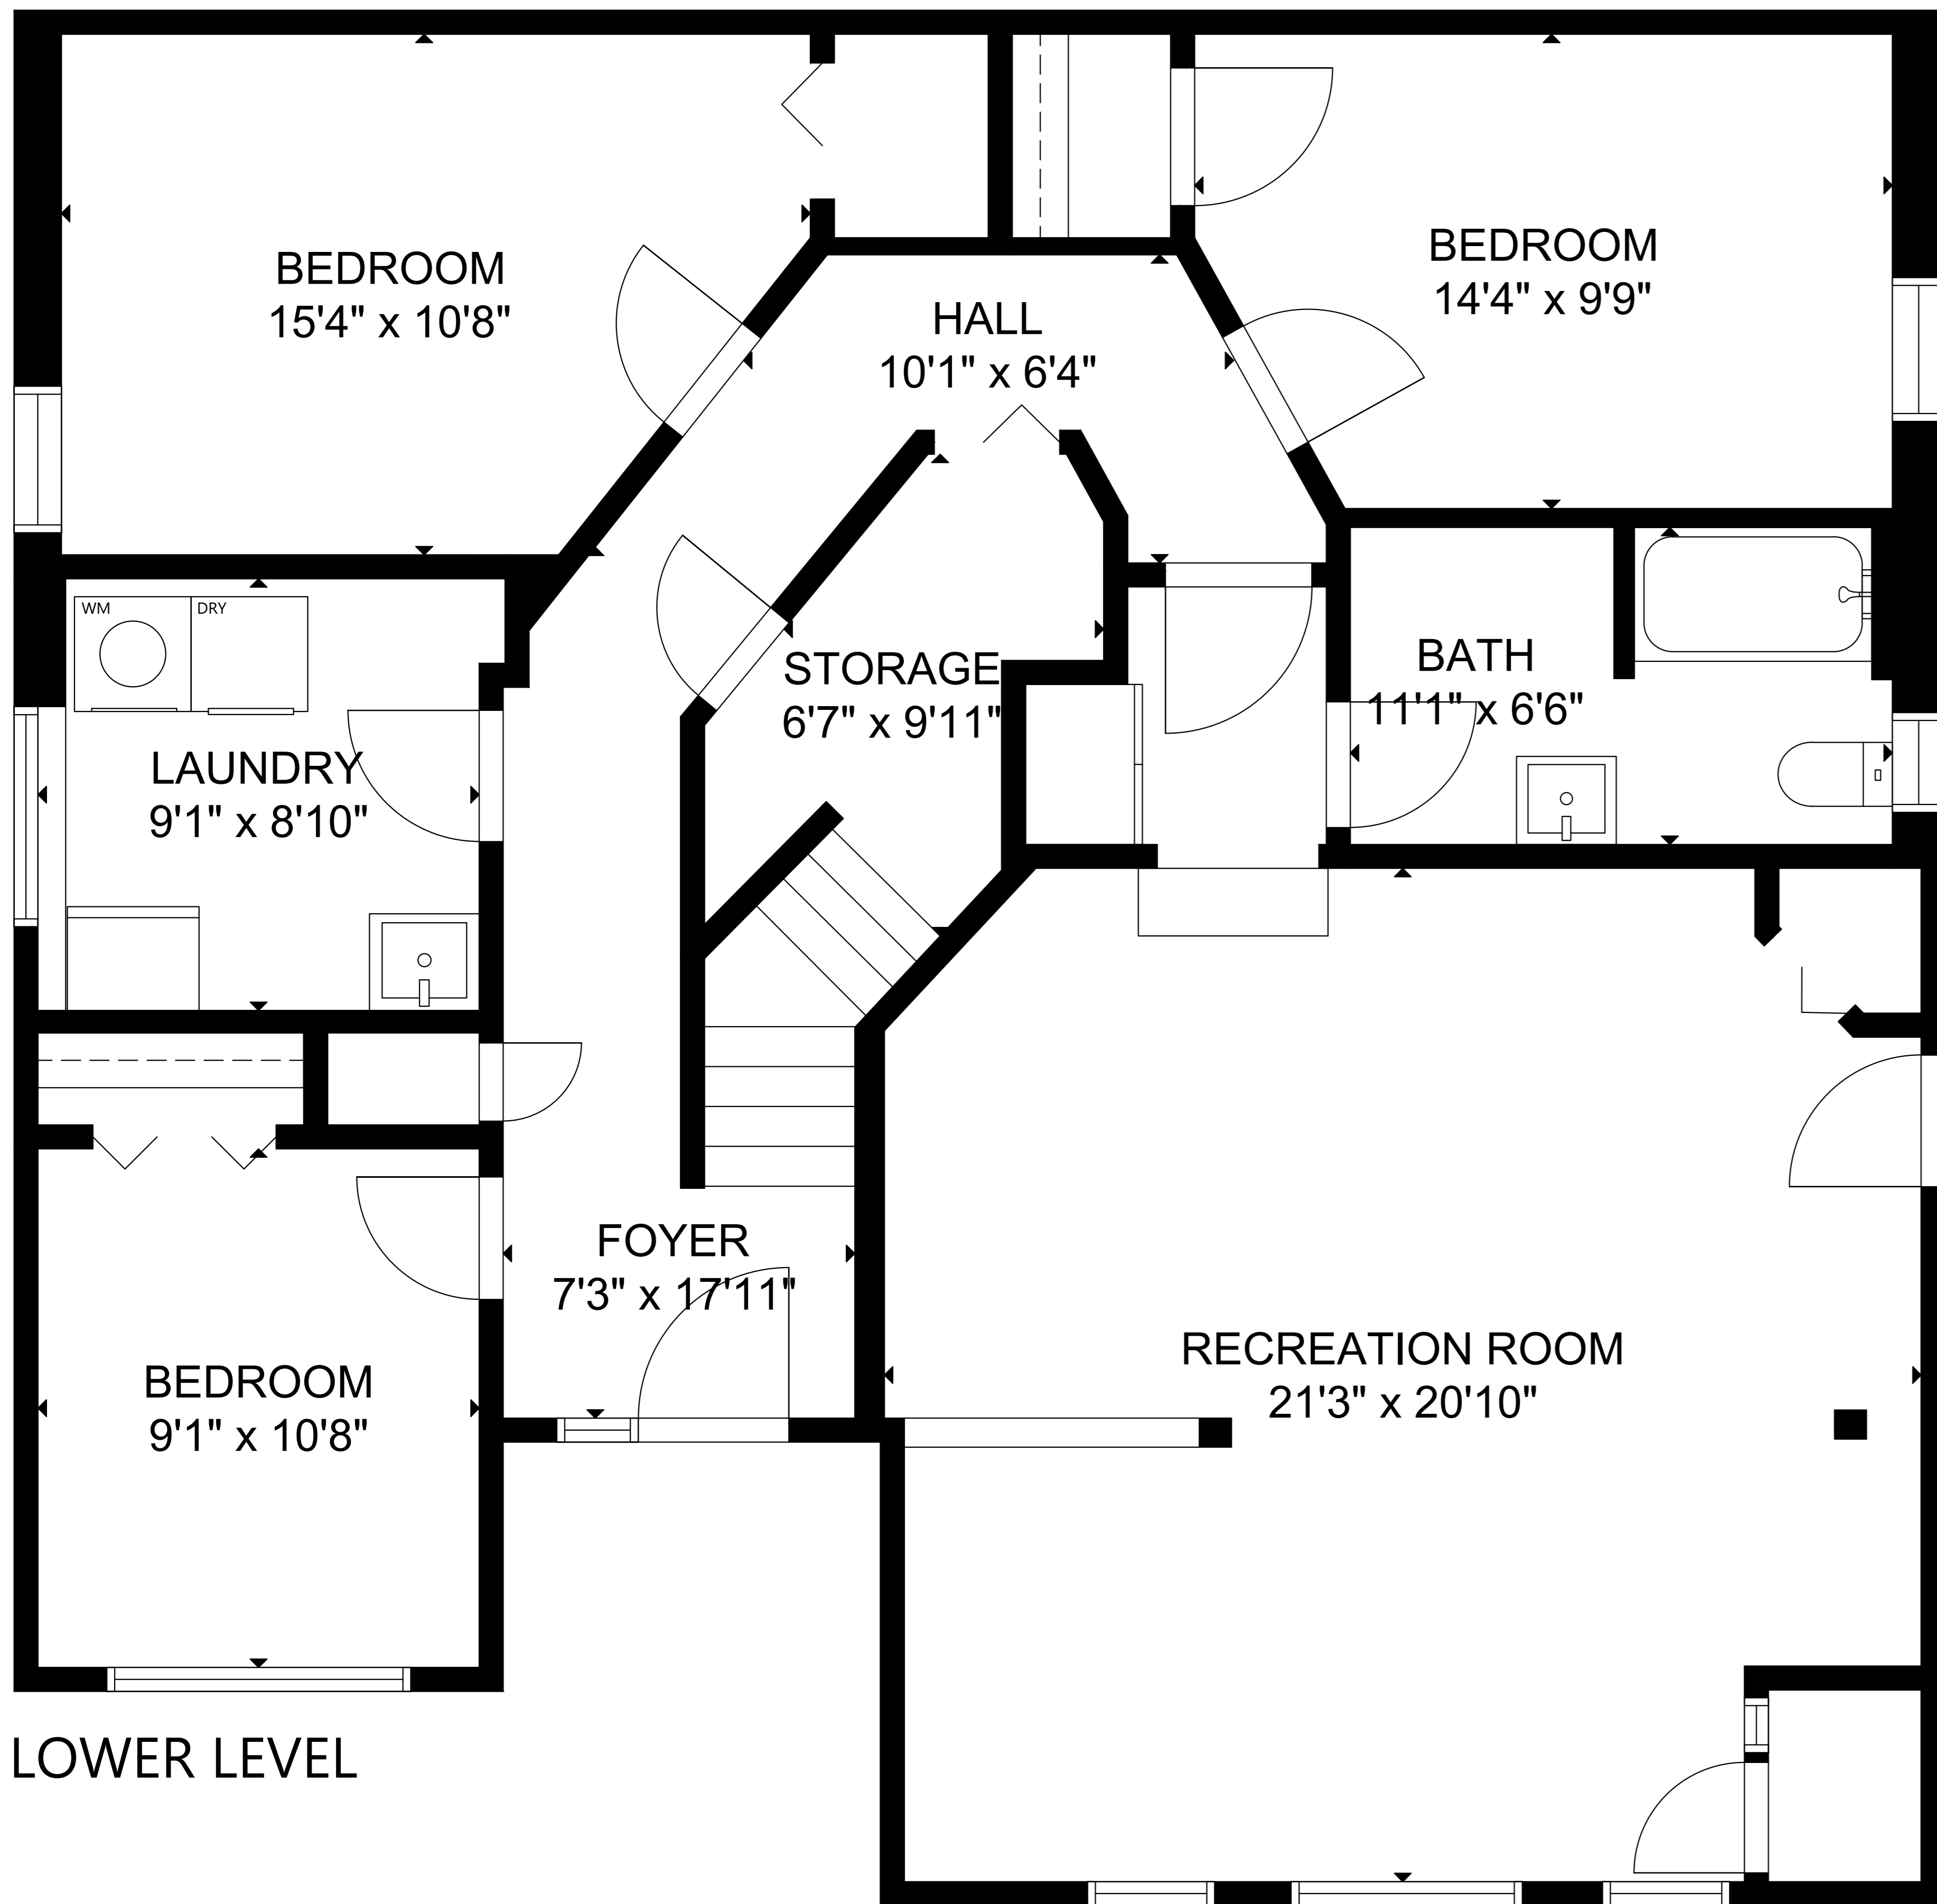 BEDROOM
15'4" x 10'8"
BEDROOM
14'4" x 9'9"
HALL
10'1" x 6'4"
WM
DRY
STORAGE
6'7" x 9'11"
BATH
11'1" x 6'6"
LAUNDRY
9'1" x 8'10"
FOYER
7'3" x 17'11"
RECREATION ROOM
21'3" x 20'10"
BEDROOM
9'1" x 10'8"
LOWER LEVEL